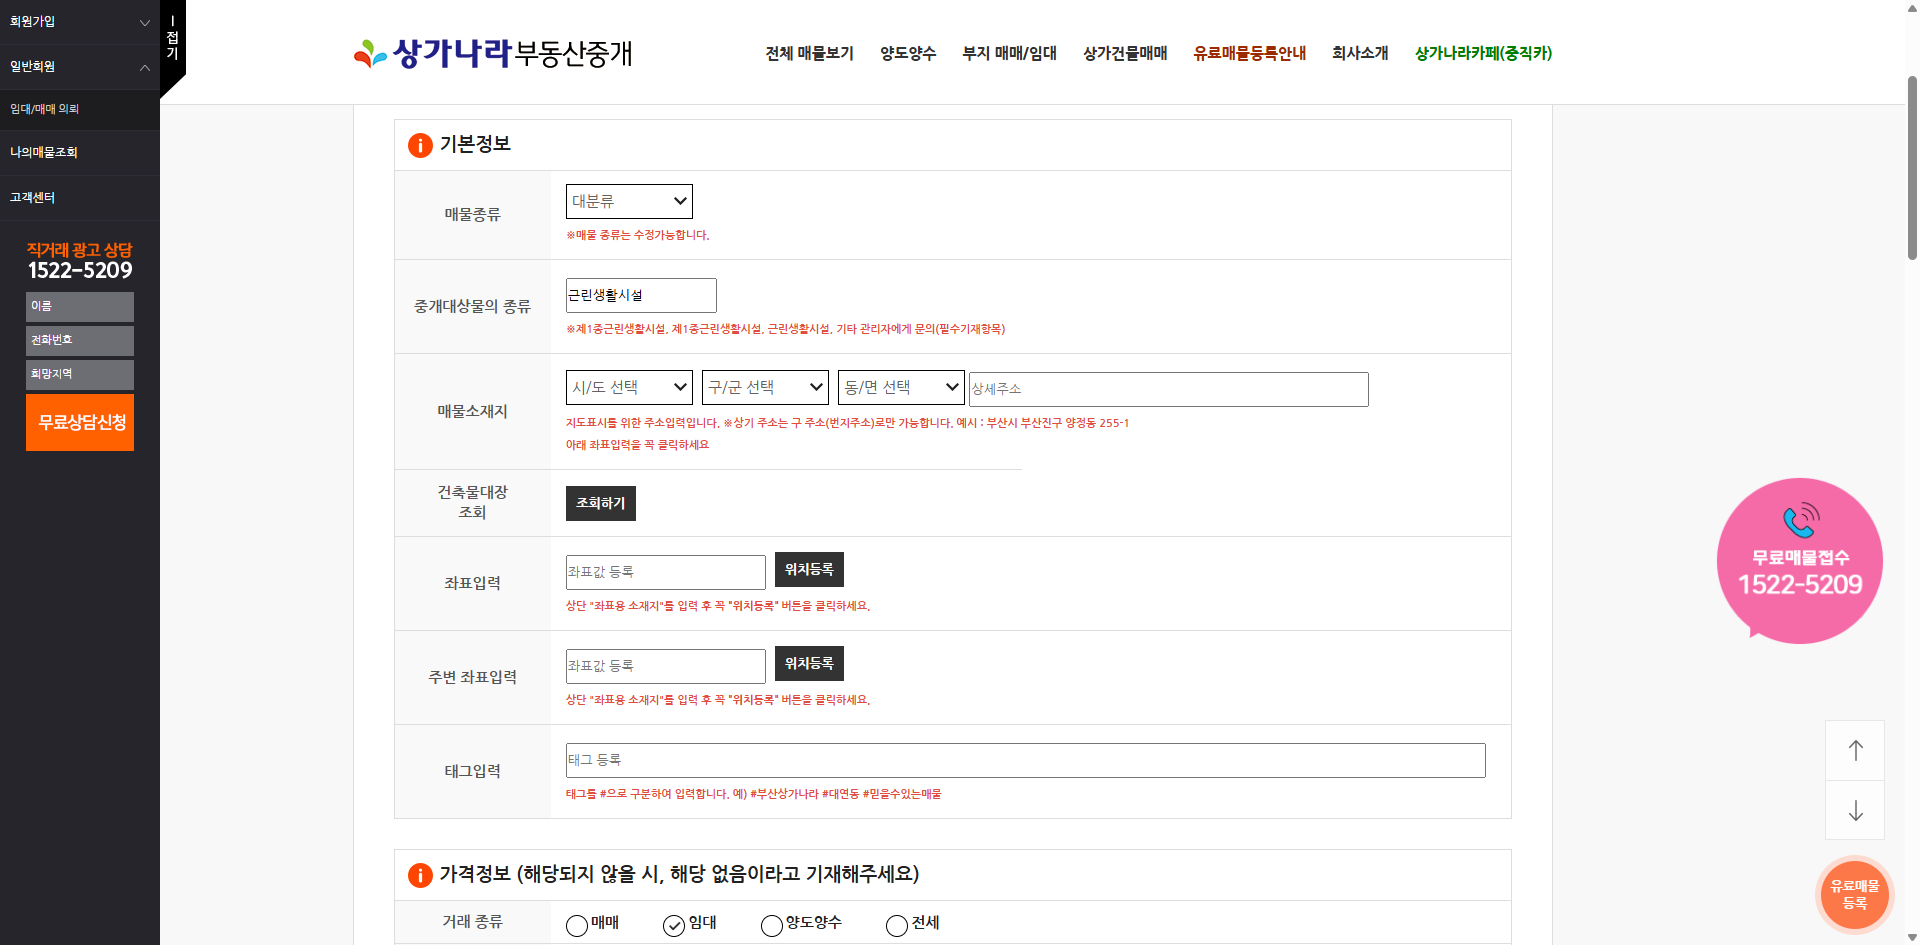 회원가입
일반회원
임대/매매 의뢰
나의매물조회
고객센터
직거래 광고 상담
1522-5209
이름
전화번호
희망지역
무료상담신청
ㅣ접기
상가나라부동산중개
전체 매물보기 양도양수 부지 매매/임대 상가건물매매 유료매물등록안내 회사소개 상가나라카페(중직카)
기본정보
매물종류
대분류
※매물 종류는 수정가능합니다.
중개대상물의 종류
근린생활시설
※제1종근린생활시설, 제1종근린생활시설, 근린생활시설, 기타 관리자에게 문의(필수기재항목)
매물소재지
시/도 선택 구/군 선택 동/면 선택 상세주소
지도표시를 위한 주소입력입니다. ※상기 주소는 구 주소(번지주소)로만 가능합니다. 예시 : 부산시 부산진구 양정동 255-1
아래 좌표입력을 꼭 클릭하세요
건축물대장
조회
조회하기
좌표입력
좌표값 등록 위치등록
상단 "좌표용 소재지"를 입력 후 꼭 "위치등록" 버튼을 클릭하세요.
주변 좌표입력
좌표값 등록 위치등록
상단 "좌표용 소재지"를 입력 후 꼭 "위치등록" 버튼을 클릭하세요.
태그입력
태그 등록
태그를 #으로 구분하여 입력합니다. 예) #부산상가나라 #대연동 #믿을수있는매물
가격정보 (해당되지 않을 시, 해당 없음이라고 기재해주세요)
거래 종류
매매 임대 양도양수 전세
무료매물접수
1522-5209
유료매물
등록